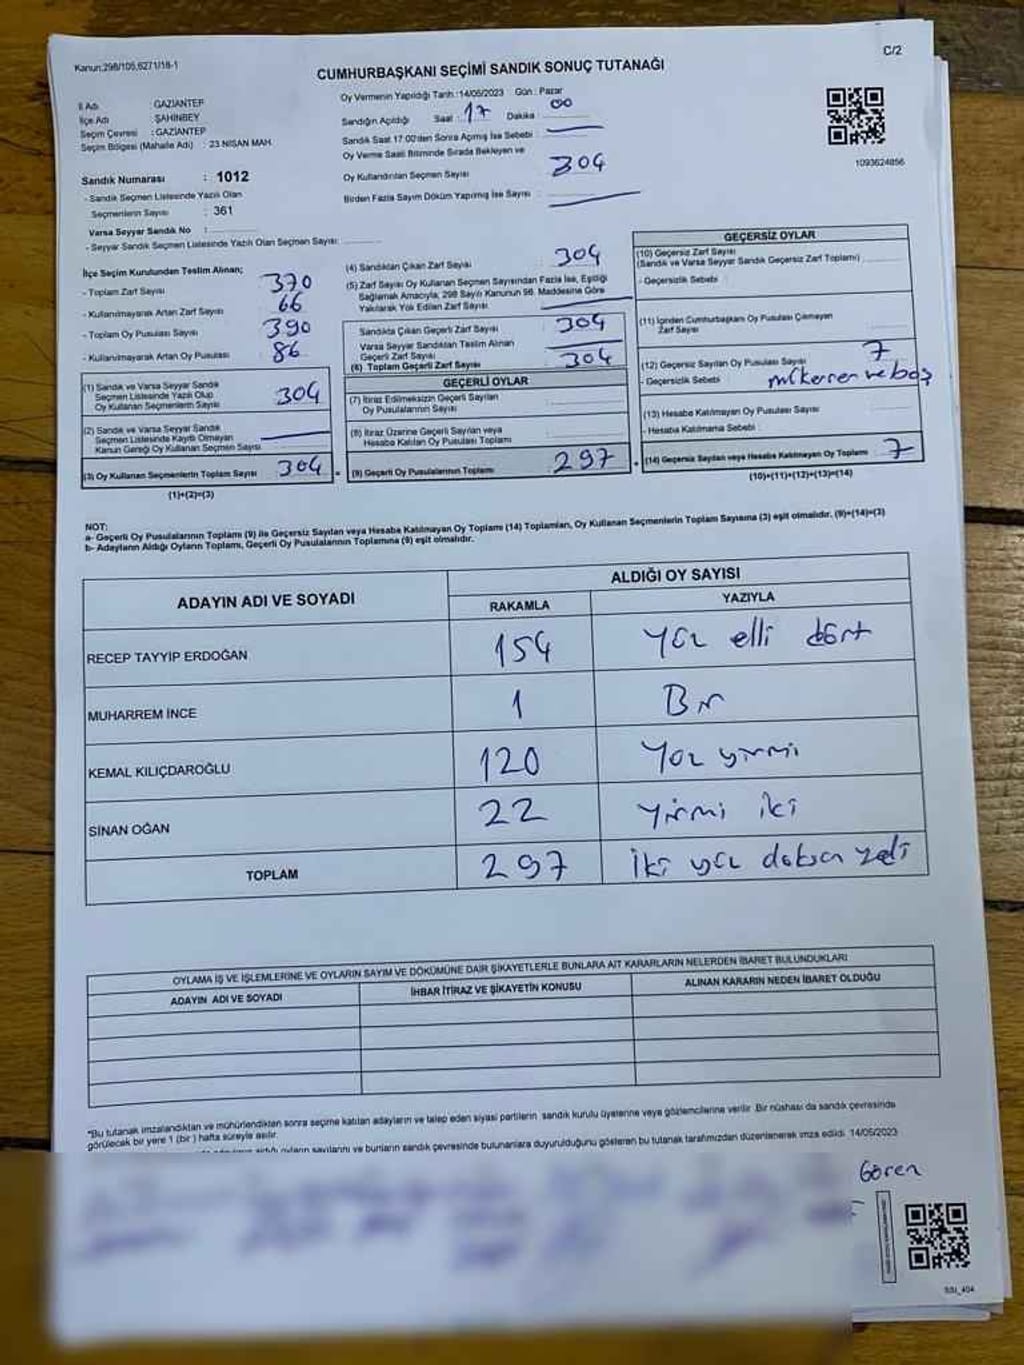 Kanun:298/105,6271/18-1
C/2
CUMHURBAŞKANI SEÇİMİ SANDIK SONUÇ TUTANAĞI
İl Adı GAZİANTEP
İlçe Adı ŞAHİNBEY
Seçim Çevresi : GAZİANTEP
Seçim Bölgesi (Mahalle Adı) : 23 NİSAN MAH.
Sandık Numarası : 1012
- Sandık Seçmen Listesinde Yazılı Olan
Seçmenlerin Sayısı : 361
Varsa Seyyar Sandık No :
- Seyyar Sandık Seçmen Listesinde Yazılı Olan Seçmen Sayısı:
Oy Vermenin Yapıldığı Tarih :14/05/2023 Gün : Pazar
Sandığın Açıldığı Saat : 17 Dakika : 00
Sandık Saat 17:00'den Sonra Açmış İse Sebebi :
Oy Verme Saati Bitiminde Sırada Bekleyen ve
Oy Kullandırılan Seçmen Sayısı 304
Birden Fazla Sayım Döküm Yapılmış İse Sayısı :
1093624856
İlçe Seçim Kurulundan Teslim Alınan;
- Toplam Zarf Sayısı 370
- Kullanılmayarak Artan Zarf Sayısı 66
- Toplam Oy Pusulası Sayısı 390
- Kullanılmayarak Artan Oy Pusulası 86
(1) Sandık ve Varsa Seyyar Sandık
Seçmen Listesinde Yazılı Olup
Oy Kullanan Seçmenlerin Sayısı 304
(2) Sandık ve Varsa Seyyar Sandık
Seçmen Listesinde Kayıtlı Olmayan
Kanun Gereği Oy Kullanan Seçmen Sayısı
(3) Oy Kullanan Seçmenlerin Toplam Sayısı 304 =
(1)+(2)=(3)
(4) Sandıktan Çıkan Zarf Sayısı 304
(5) Zarf Sayısı Oy Kullanan Seçmen Sayısından Fazla İse, Eşitliği
Sağlamak Amacıyla, 298 Sayılı Kanunun 98. Maddesine Göre
Yakılarak Yok Edilen Zarf Sayısı
Sandıkta Çıkan Geçerli Zarf Sayısı 304
Varsa Seyyar Sandıktan Teslim Alınan
Geçerli Zarf Sayısı
(6) Toplam Geçerli Zarf Sayısı 304
GEÇERLİ OYLAR
(7) İtiraz Edilmeksizin Geçerli Sayılan
Oy Pusulalarının Sayısı
(8) İtiraz Üzerine Geçerli Sayılan veya
Hesaba Katılan Oy Pusulası Toplamı
(9) Geçerli Oy Pusulalarının Toplamı 297 +
GEÇERSİZ OYLAR
(10) Geçersiz Zarf Sayısı
(Sandık ve Varsa Seyyar Sandık Geçersiz Zarf Toplamı)
- Geçersizlik Sebebi :
(11) İçinden Cumhurbaşkanı Oy Pusulası Çıkmayan
Zarf Sayısı
(12) Geçersiz Sayılan Oy Pusulası Sayısı 7
- Geçersizlik Sebebi mükerrer ve boş
(13) Hesaba Katılmayan Oy Pusulası Sayısı
- Hesaba Katılmama Sebebi :
(14) Geçersiz Sayılan veya Hesaba Katılmayan Oy Toplamı 7
(10)+(11)+(12)+(13)=(14)
NOT:
a- Geçerli Oy Pusulalarının Toplamı (9) ile Geçersiz Sayılan veya Hesaba Katılmayan Oy Toplamı (14) Toplamları, Oy Kullanan Seçmenlerin Toplam Sayısına (3) eşit olmalıdır. (9)+(14)=(3)
b- Adayların Aldığı Oyların Toplamı, Geçerli Oy Pusulalarının Toplamına (9) eşit olmalıdır.
ADAYIN ADI VE SOYADI ALDIĞI OY SAYISI
RAKAMLA YAZIYLA
RECEP TAYYİP ERDOĞAN 154 Yüz elli dört
MUHARREM İNCE 1 Bir
KEMAL KILIÇDAROĞLU 120 Yüz yirmi
SİNAN OĞAN 22 Yirmi iki
TOPLAM 297 İki yüz doksan yedi
OYLAMA İŞ VE İŞLEMLERİNE VE OYLARIN SAYIM VE DÖKÜMÜNE DAİR ŞİKAYETLERLE BUNLARA AİT KARARLARIN NELERDEN İBARET BULUNDUKLARI
ADAYIN ADI VE SOYADI İHBAR İTİRAZ VE ŞİKAYETİN KONUSU ALINAN KARARIN NEDEN İBARET OLDUĞU
"Bu tutanak imzalandıktan ve mühürlendikten sonra seçime katılan adayların ve talep eden siyasi partilerin sandık kurulu üyelerine veya gözlemcilerine verilir. Bir nüshası da sandık çevresinde
görülecek bir yere 1 (bir ) hafta süreyle asılır.
aldığı oyların sayılarını ve bunların sandık çevresinde bulunanlara duyurulduğunu gösteren bu tutanak tarafımızdan düzenlenerek imza edildi. 14/05/2023
Gören
SSI_404